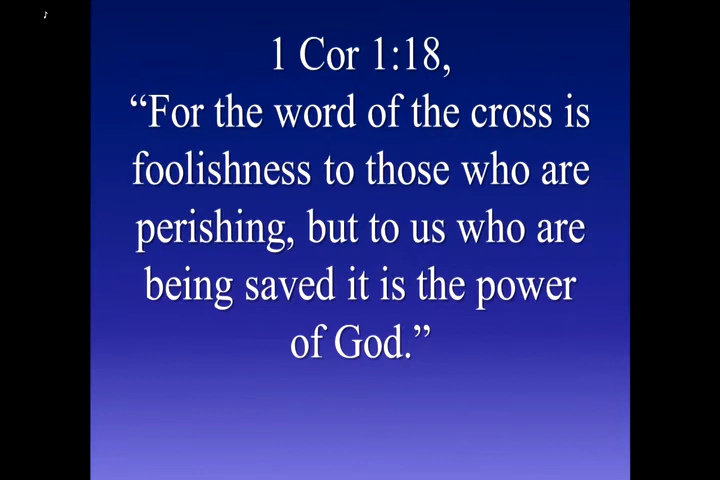 ♪
1 Cor 1:18,
“For the word of the cross is
foolishness to those who are
perishing, but to us who are
being saved it is the power
of God.”